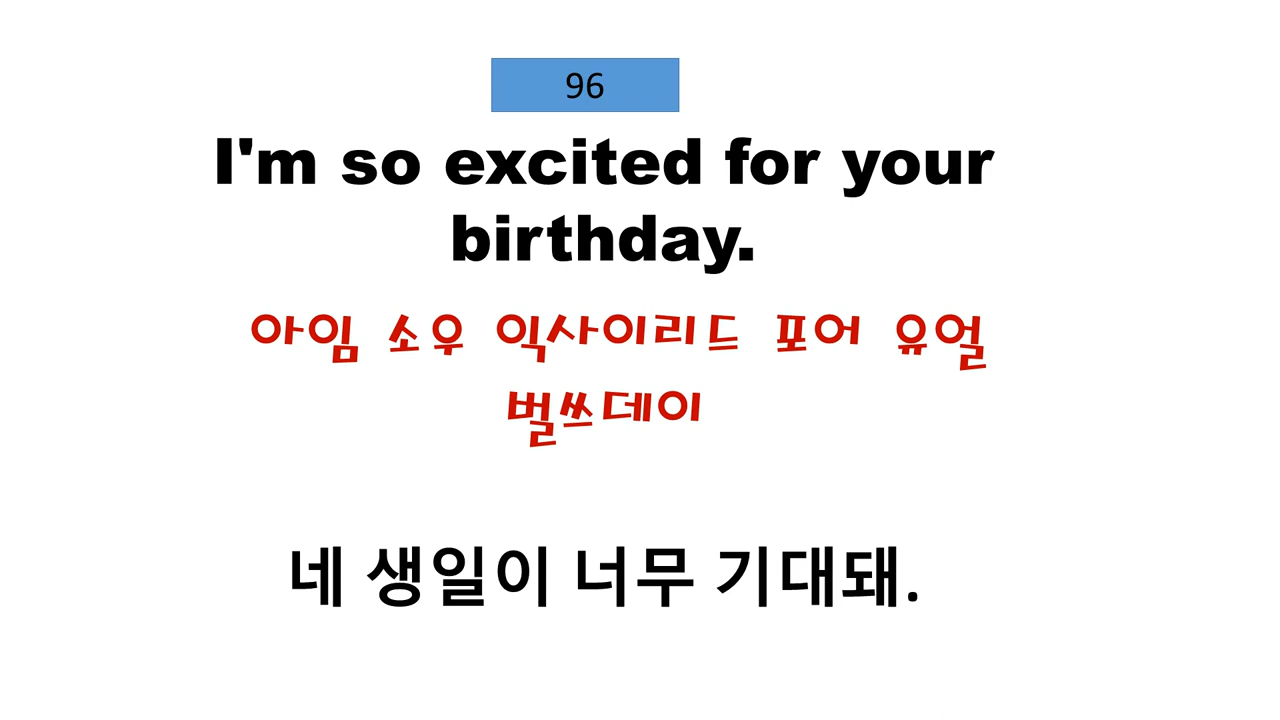 96
I'm so excited for your
birthday.
아임 소우 익사이리드 포어 유얼
벌쓰데이
네 생일이 너무 기대돼.